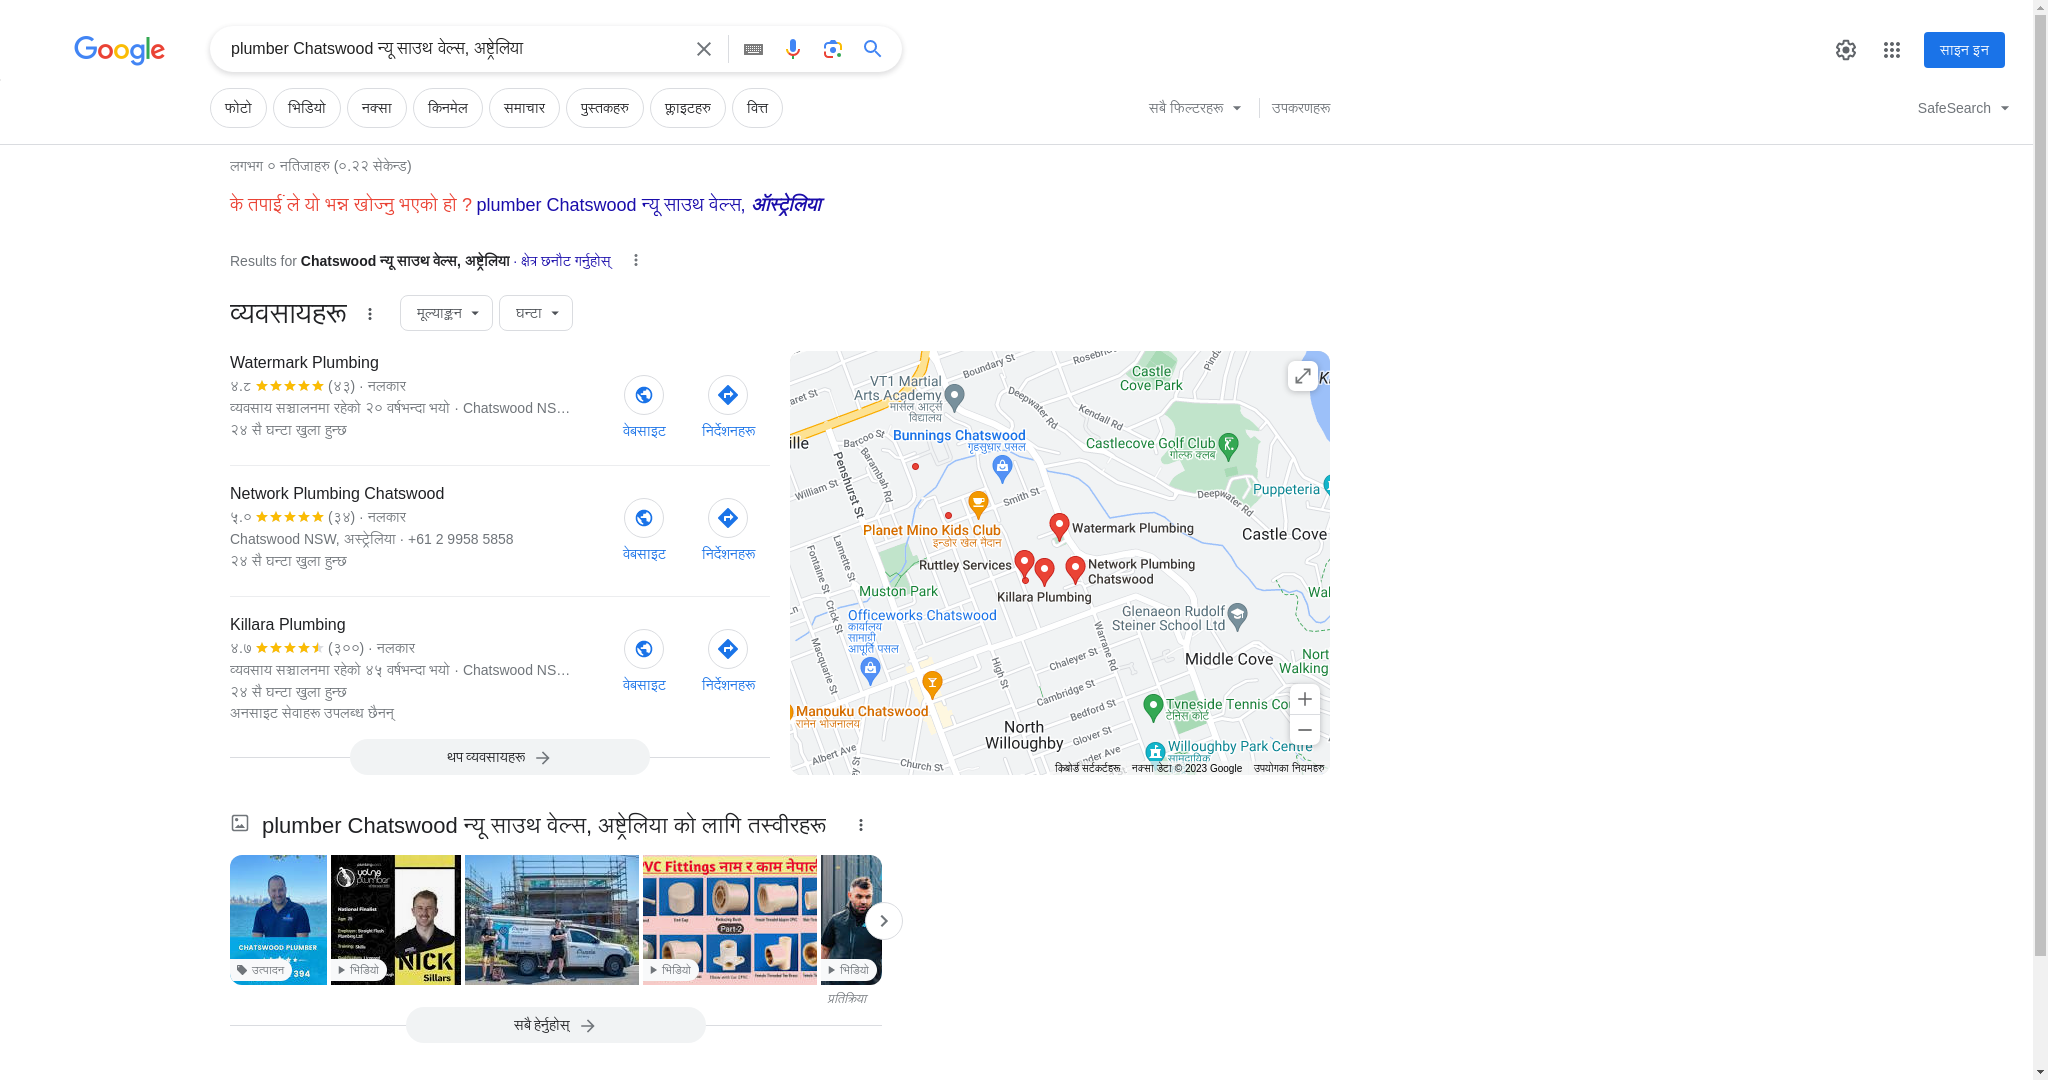 Google
plumber Chatswood न्यू साउथ वेल्स, अष्ट्रेलिया
साइन इन
फोटो
भिडियो
नक्सा
किनमेल
समाचार
पुस्तकहरु
फ्लाइटहरु
वित्त
सबै फिल्टरहरू
उपकरणहरू
SafeSearch
लगभग ० नतिजाहरु (०.२२ सेकेन्ड)
के तपाईंले यो भन्न खोज्नु भएको हो ? plumber Chatswood न्यू साउथ वेल्स, ऑस्ट्रेलिया
Results for Chatswood न्यू साउथ वेल्स, अष्ट्रेलिया · क्षेत्र छनौट गर्नुहोस्
व्यवसायहरू
मूल्याङ्कन
घन्टा
Watermark Plumbing
४.८ (४३) · नलकार
व्यवसाय सञ्चालनमा रहेको २० वर्षभन्दा भयो · Chatswood NS…
२४ सै घन्टा खुला हुन्छ
वेबसाइट
निर्देशनहरू
Network Plumbing Chatswood
५.० (३४) · नलकार
Chatswood NSW, अस्ट्रेलिया · +61 2 9958 5858
२४ सै घन्टा खुला हुन्छ
वेबसाइट
निर्देशनहरू
Killara Plumbing
४.७ (३००) · नलकार
व्यवसाय सञ्चालनमा रहेको ४५ वर्षभन्दा भयो · Chatswood NS…
२४ सै घन्टा खुला हुन्छ
अनसाइट सेवाहरू उपलब्ध छैनन्
वेबसाइट
निर्देशनहरू
थप व्यवसायहरू
Boundary St
Castle
Cove Park
VT1 Martial
Arts Academy
मार्सल आर्ट्स
विद्यालय
Deepwater Rd
Kendall Rd
Bunnings Chatswood
गृहसुधार पसल
Castlecove Golf Club
गोल्फ क्लब
Barcoo St
Barambah Rd
Penshurst St
William St
Smith St
Deepwater Rd
Puppeteria
Planet Mino Kids Club
इन्डोर खेल मैदान
Watermark Plumbing
Castle Cove
Fontaine St
Lamette St
Ruttley Services
Network Plumbing
Chatswood
Muston Park
Killara Plumbing
Crick St
Officeworks Chatswood
कार्यालय
सामाग्री
आपूर्ति पसल
Glenaeon Rudolf
Steiner School Ltd
Warrane Rd
Macquarie St
High St
Chaleyer St
Middle Cove
Cambridge St
Bedford St
Manpuku Chatswood
रामेन भोजनालय
North
Willoughby
Tyneside Tennis Co
टेनिस कोर्ट
Glover St
Albert Ave
Church St
Willoughby Park Centre
सामुदायिक
किबोर्ड सर्टकटहरू
नक्सा डेटा © 2023 Google
उपयोगका नियमहरु
plumber Chatswood न्यू साउथ वेल्स, अष्ट्रेलिया को लागि तस्वीरहरू
CHATSWOOD PLUMBER
394
उत्पादन
young
plumber
National Finalist
NICK
Sillars
भिडियो
PVC Fittings नाम र काम नेपाल
Part-2
भिडियो
भिडियो
प्रतिक्रिया
सबै हेर्नुहोस्